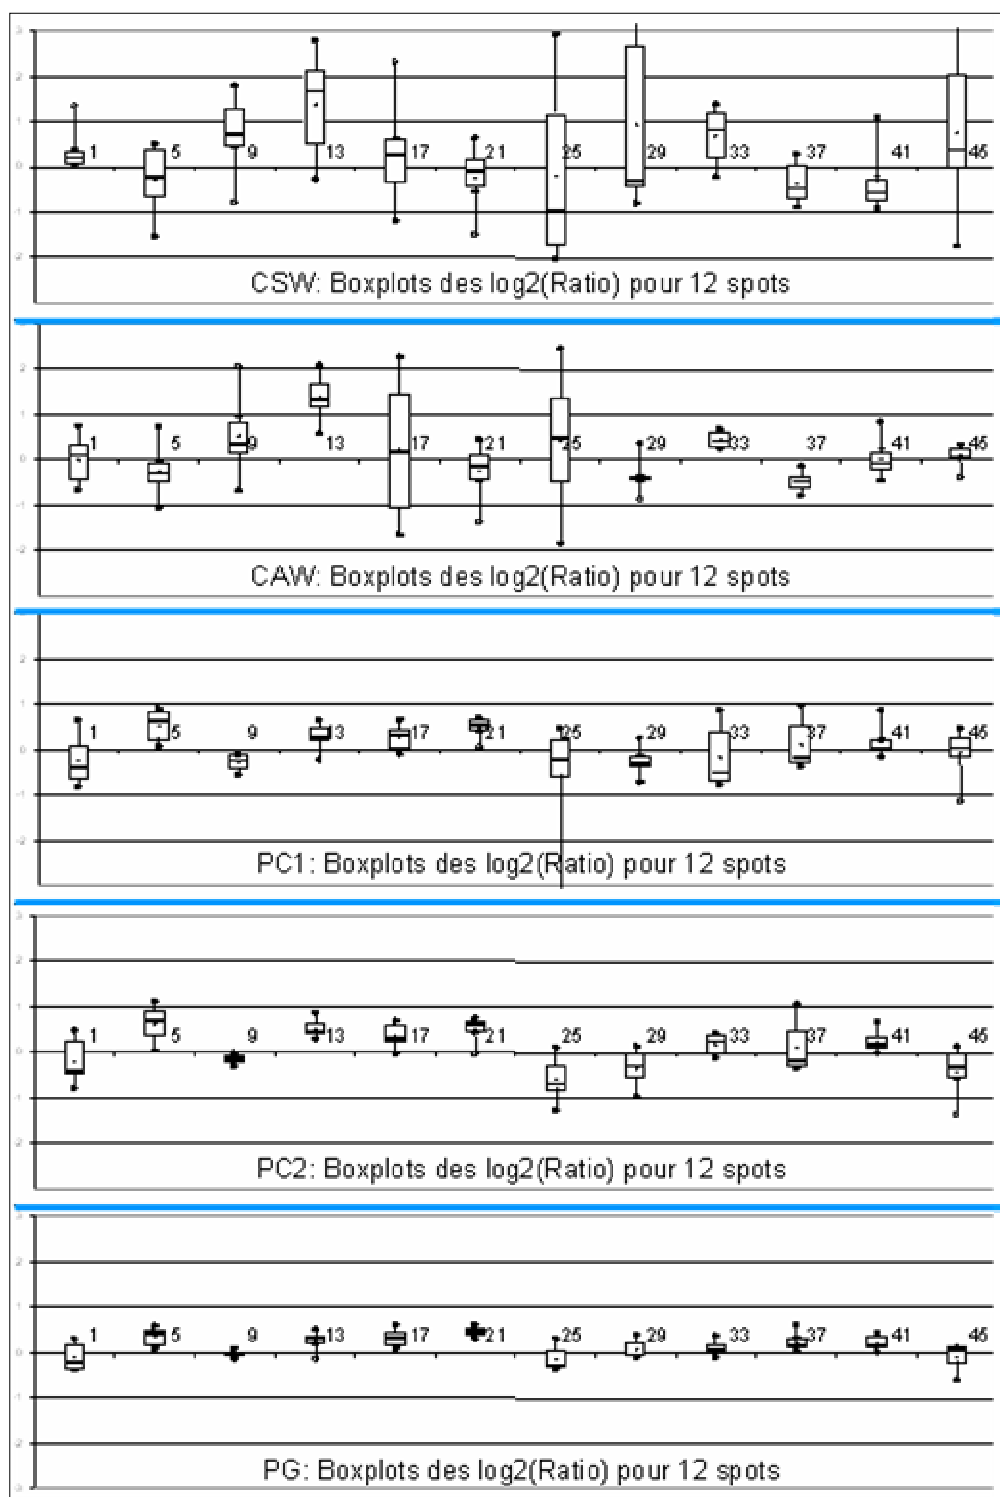 3
2
1
0
-1
-2
1 5 9 13 17 21 25 29 33 37 41 45
CSW: Boxplots des log2(Ratio) pour 12 spots
2
1
0
-1
-2
1 5 9 13 17 21 25 29 33 37 41 45
CAW: Boxplots des log2(Ratio) pour 12 spots
2
1
0
-1
-2
1 5 9 13 17 21 25 29 33 37 41 45
PC1: Boxplots des log2(Ratio) pour 12 spots
3
2
1
0
-1
-2
1 5 9 13 17 21 25 29 33 37 41 45
PC2: Boxplots des log2(Ratio) pour 12 spots
3
2
1
0
-1
-2
-3
1 5 9 13 17 21 25 29 33 37 41 45
PG: Boxplots des log2(Ratio) pour 12 spots